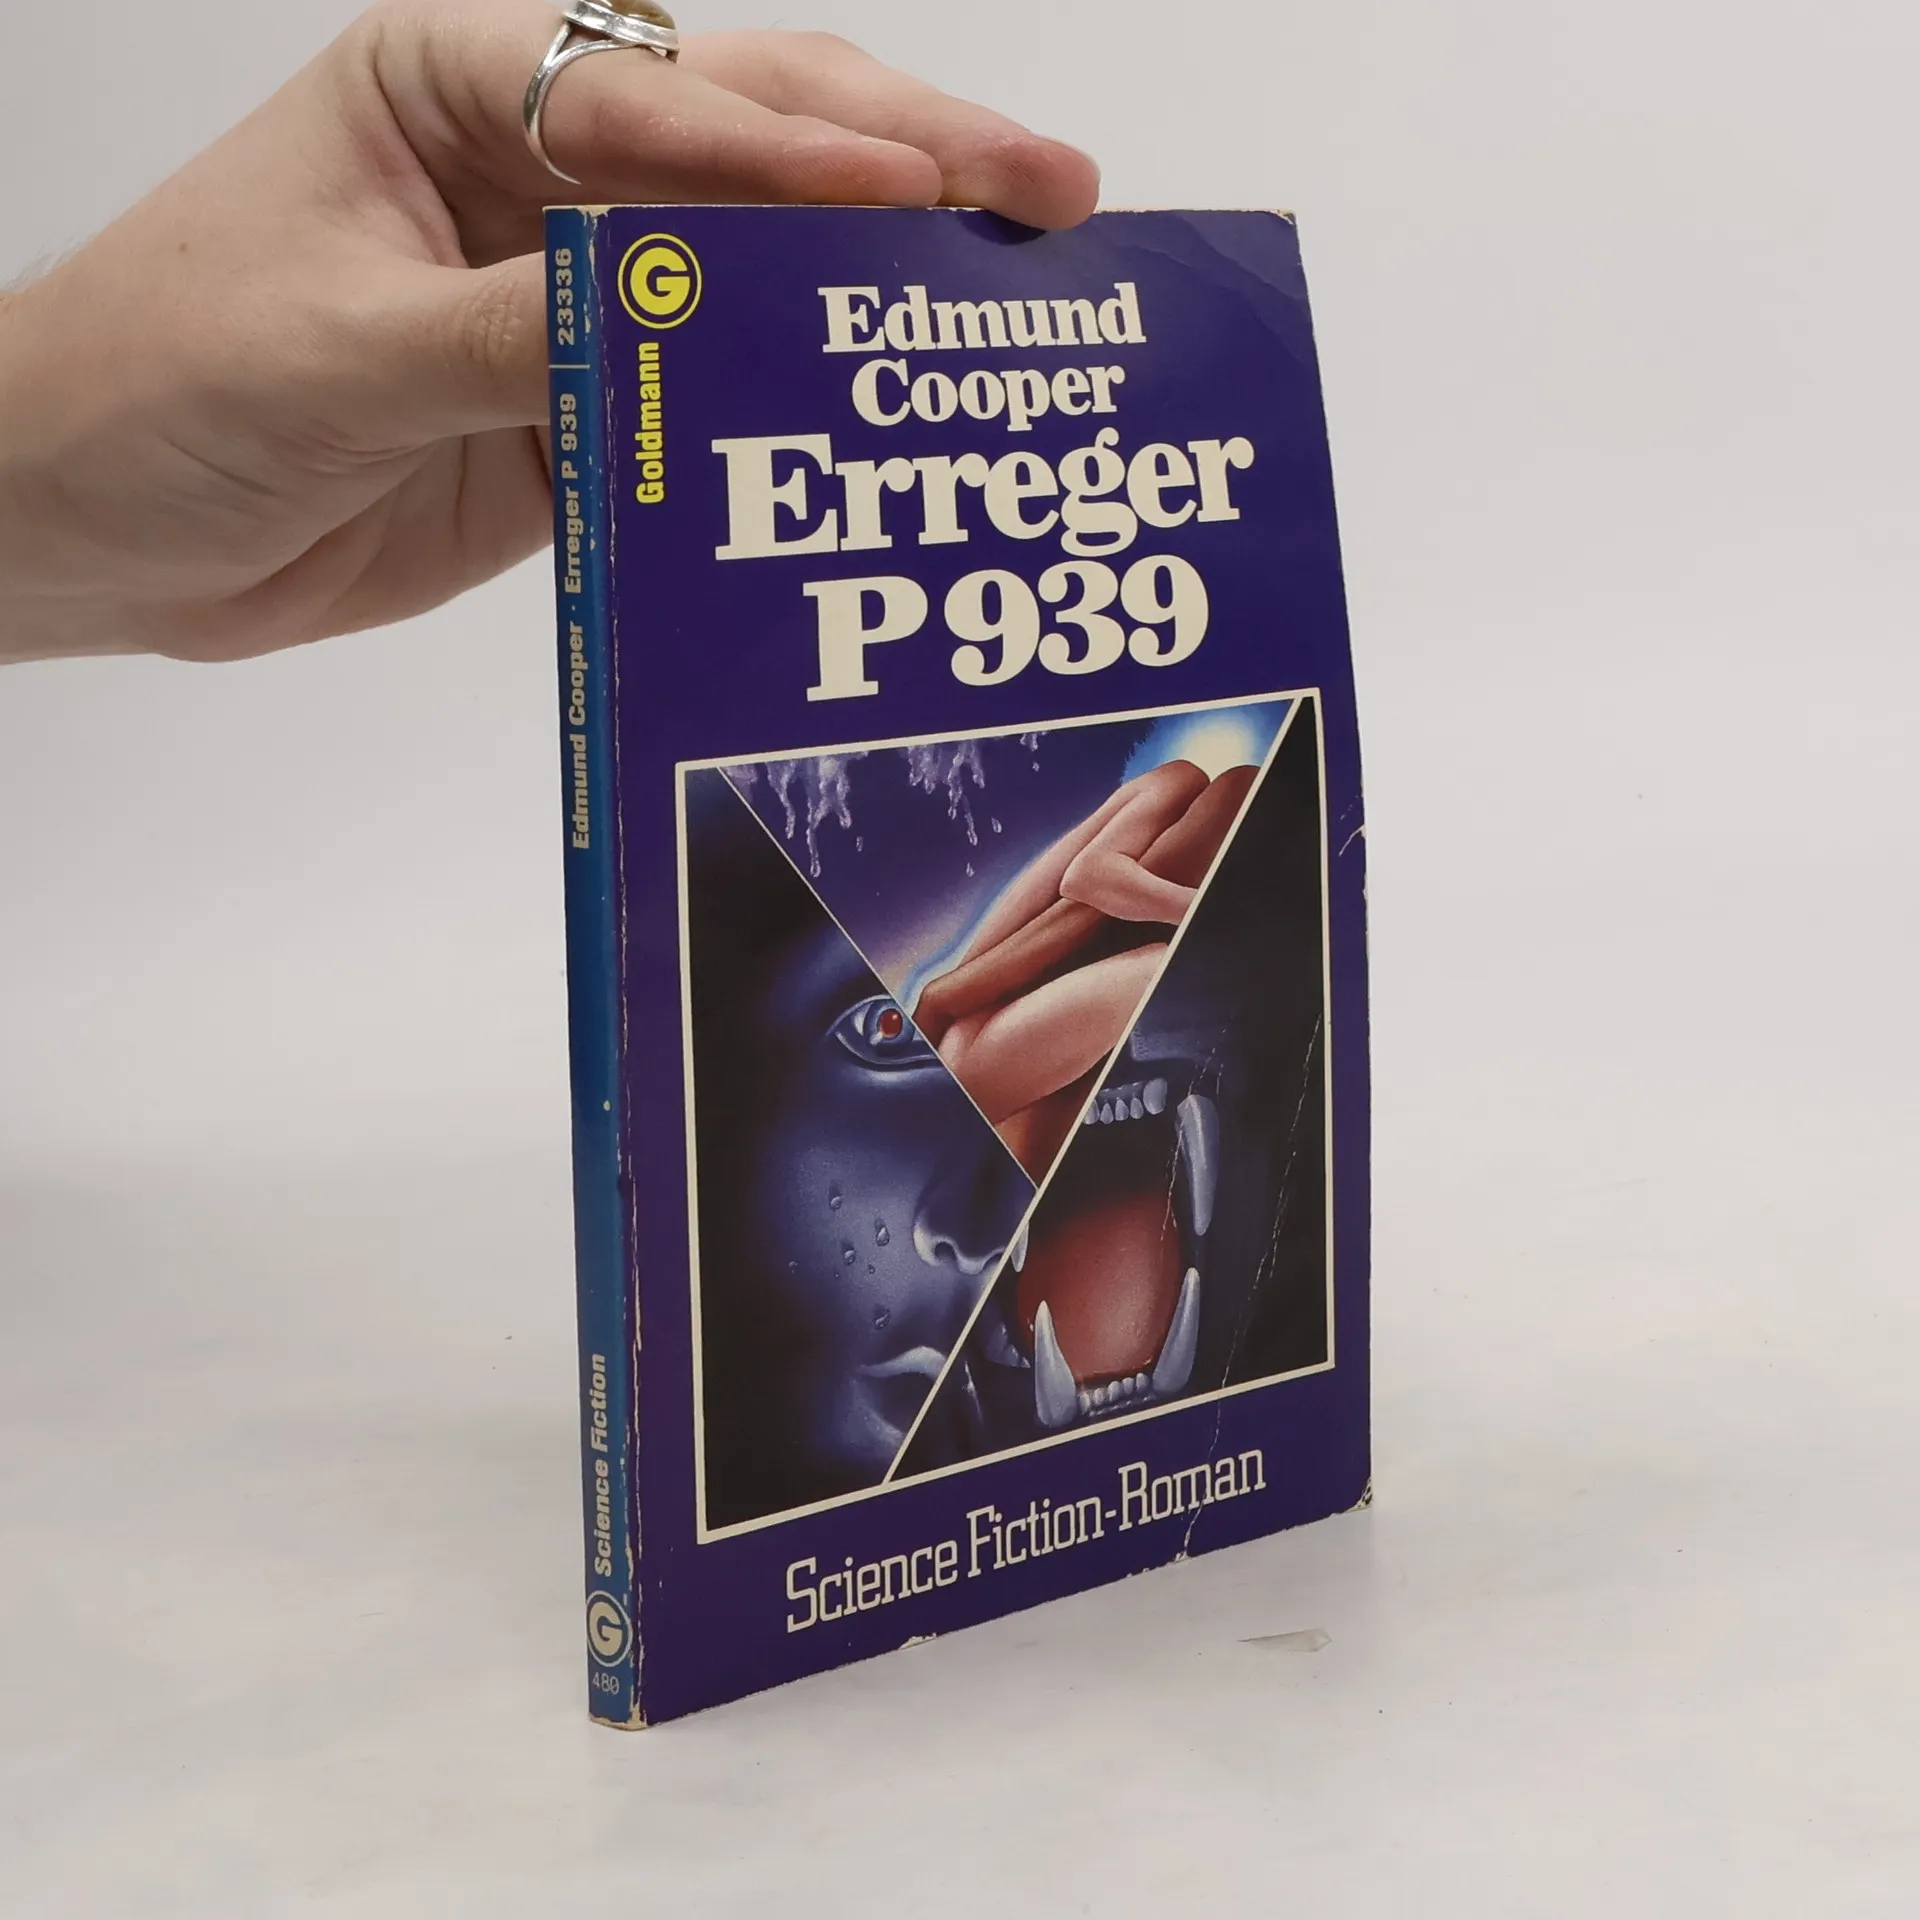 Edmund
Cooper
Erreger
P 939
Goldmann
G
Science Fiction-Roman
23336
Edmund Cooper · Erreger P 939
Science Fiction
G
480